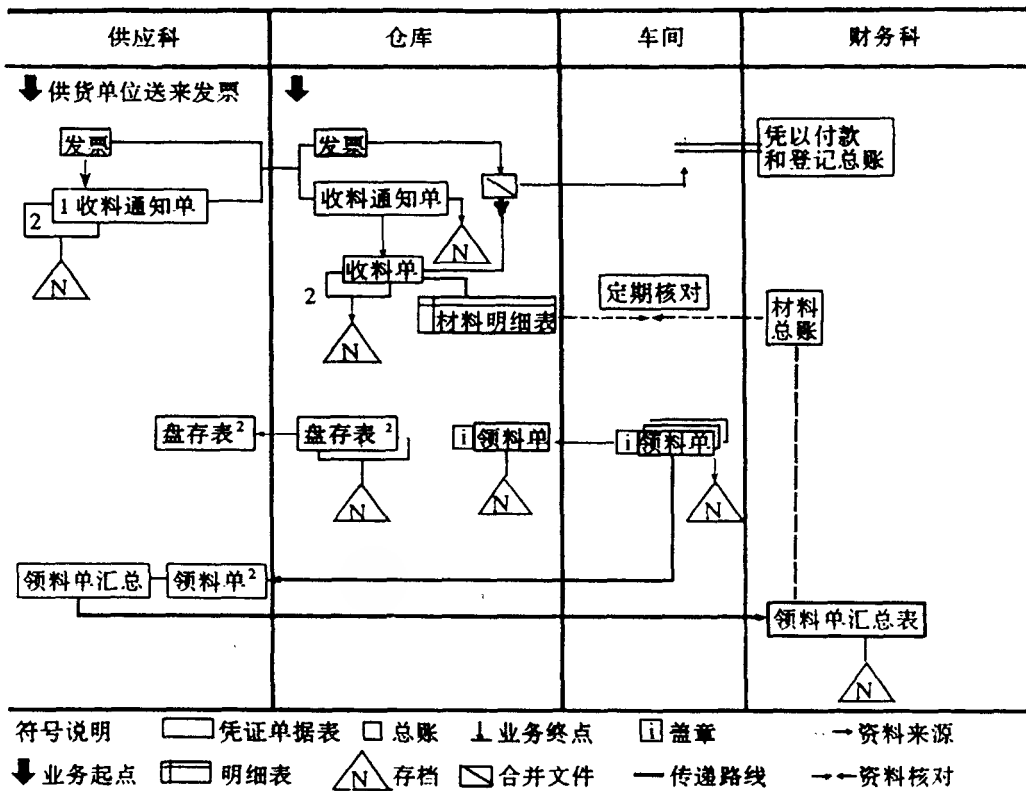 供应科 仓库 车间 财务科
供货单位送来发票
发票 发票 凭以付款
和登记总账
1收料通知单 收料通知单
2
N N
收料单
2
定期核对
材料明细表 材料
总账
N
盘存表² 盘存表² i 领料单 i 领料单
N N N
领料单汇总 领料单²
领料单汇总表
N
符号说明 凭证单据表 总账 业务终点 i 盖章 资料来源
业务起点 明细表 N 存档 合并文件 传递路线 资料核对